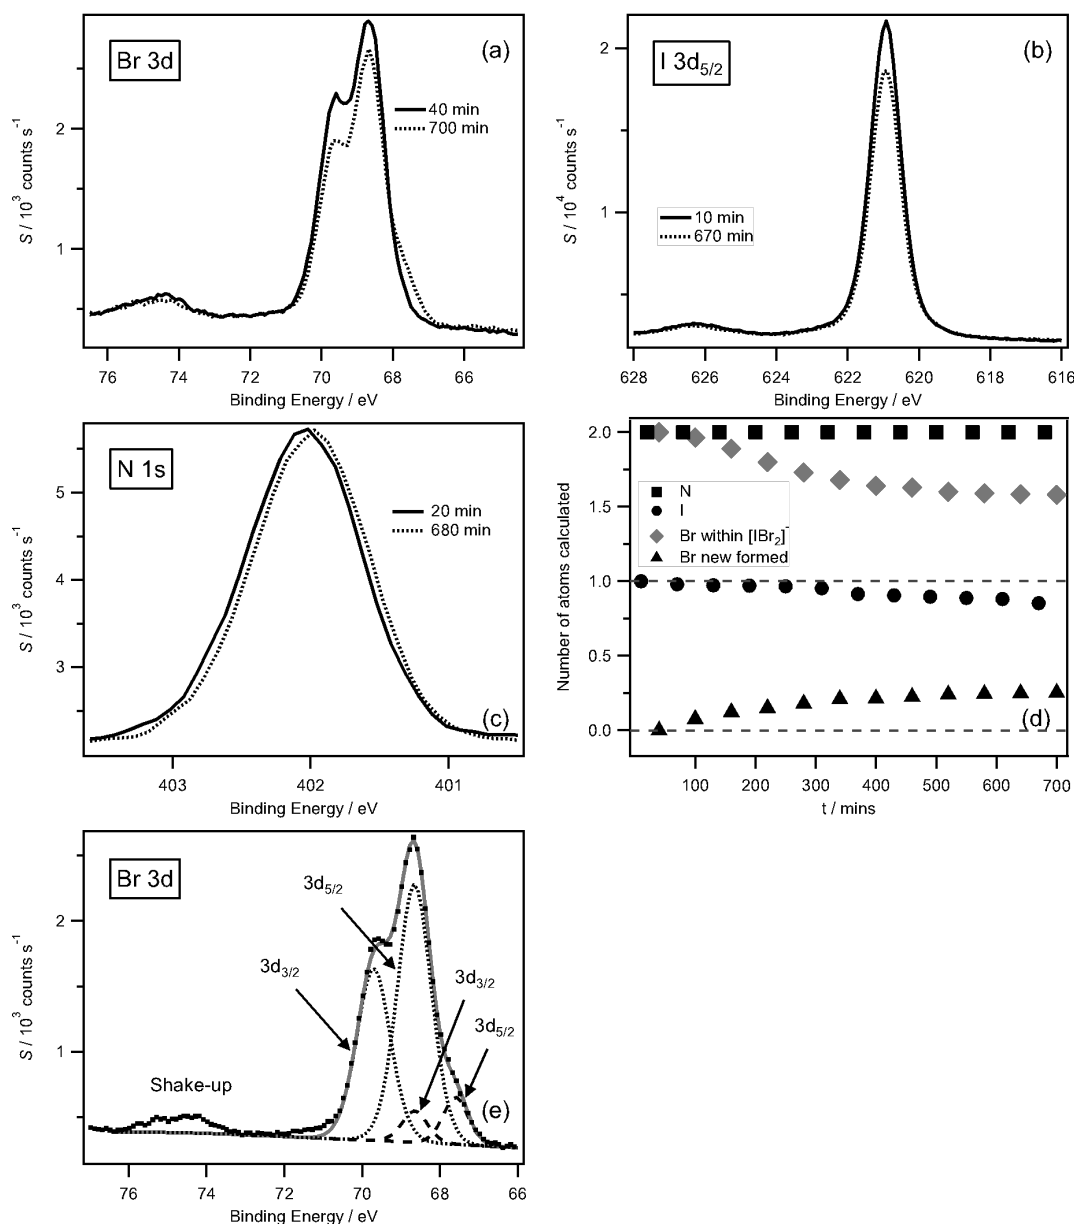 Br 3d
(a)
40 min
700 min
2
1
S / 10³ counts s⁻¹
76 74 72 70 68 66
Binding Energy / eV
I 3d₅/₂
(b)
10 min
670 min
2
1
S / 10⁴ counts s⁻¹
628 626 624 622 620 618 616
Binding Energy / eV
N 1s
20 min
680 min
5
4
3
S / 10³ counts s⁻¹
(c)
403 402 401
Binding Energy / eV
2.0
1.5
1.0
0.5
0.0
Number of atoms calculated
N
I
Br within [IBr₂]⁻
Br new formed
(d)
100 200 300 400 500 600 700
t / mins
Br 3d
3d₅/₂
3d₃/₂
3d₃/₂
3d₅/₂
Shake-up
(e)
2
1
S / 10³ counts s⁻¹
76 74 72 70 68 66
Binding Energy / eV